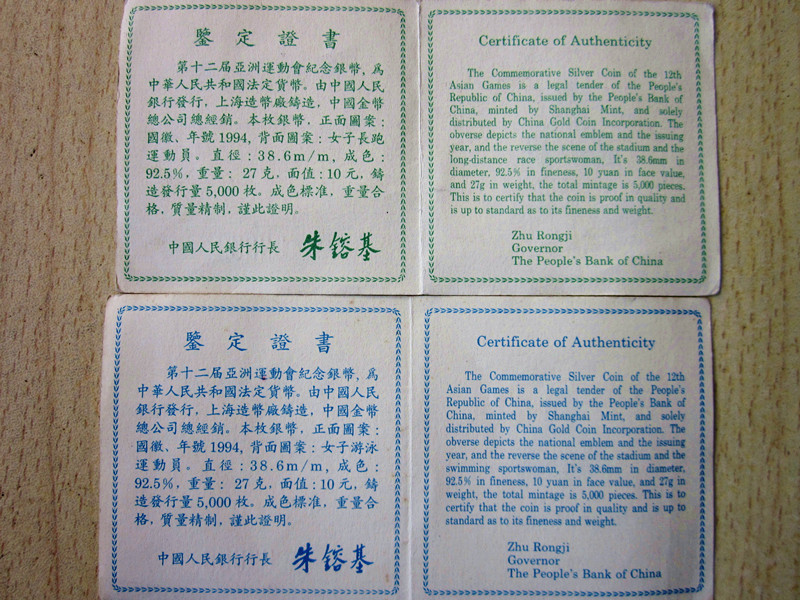 鑒定證書
第十二届亞洲運動會紀念銀幣，爲
中華人民共和國法定貨幣。由中國人民
銀行發行，上海造幣廠鑄造，中國金幣
總公司總經銷。本枚銀幣，正面圖案：
國徽、年號1994，背面圖案：女子長跑
運動員。直徑：38.6m/m，成色：
92.5%，重量：27克，面值：10元，鑄
造發行量5,000枚。成色標准，重量合
格，質量精制，謹此證明。
中國人民銀行行長 朱鎔基
Certificate of Authenticity
The Commemorative Silver Coin of the 12th
Asian Games is a legal tender of the People's
Republic of China, issued by the People's Bank of
China, minted by Shanghai Mint, and solely
distributed by China Gold Coin Incorporation. The
obverse depicts the national emblem and the issuing
year, and the reverse the scene of the stadium and the
long-distance race sportswoman, It's 38.6mm in
diameter, 92.5% in fineness, 10 yuan in face value,
and 27g in weight, the total mintage is 5,000 pieces.
This is to certify that the coin is proof in quality and
is up to standard as to its fineness and weight.
Zhu Rongji
Governor
The People's Bank of China
鑒定證書
第十二届亞洲運動會紀念銀幣，爲
中華人民共和國法定貨幣。由中國人民
銀行發行，上海造幣廠鑄造，中國金幣
總公司總經銷。本枚銀幣，正面圖案：
國徽、年號1994，背面圖案：女子游泳
運動員。直徑：38.6m/m，成色：
92.5%，重量：27克，面值：10元，鑄
造發行量5,000枚。成色標准，重量合
格，質量精制，謹此證明。
中國人民銀行行長 朱鎔基
Certificate of Authenticity
The Commemorative Silver Coin of the 12th
Asian Games is a legal tender of the People's
Republic of China, issued by the People's Bank of
China, minted by Shanghai Mint, and solely
distributed by China Gold Coin Incorporation. The
obverse depicts the national emblem and the issuing
year, and the reverse the scene of the stadium and the
swimming sportswoman, It's 38.6mm in diameter,
92.5% in fineness, 10 yuan in face value, and 27g in
weight, the total mintage is 5,000 pieces. This is to
certify that the coin is proof in quality and is up to
standard as to its fineness and weight.
Zhu Rongji
Governor
The People's Bank of China